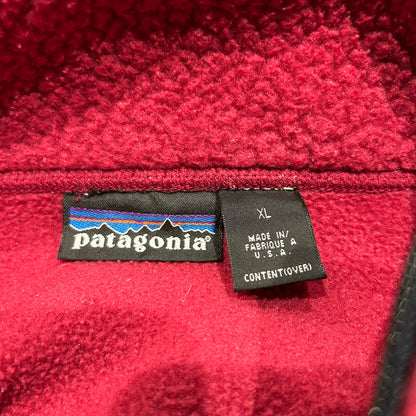 patagonia®
XL
MADE IN/
FABRIQUE A
U.S.A.
CONTENT(OVER)